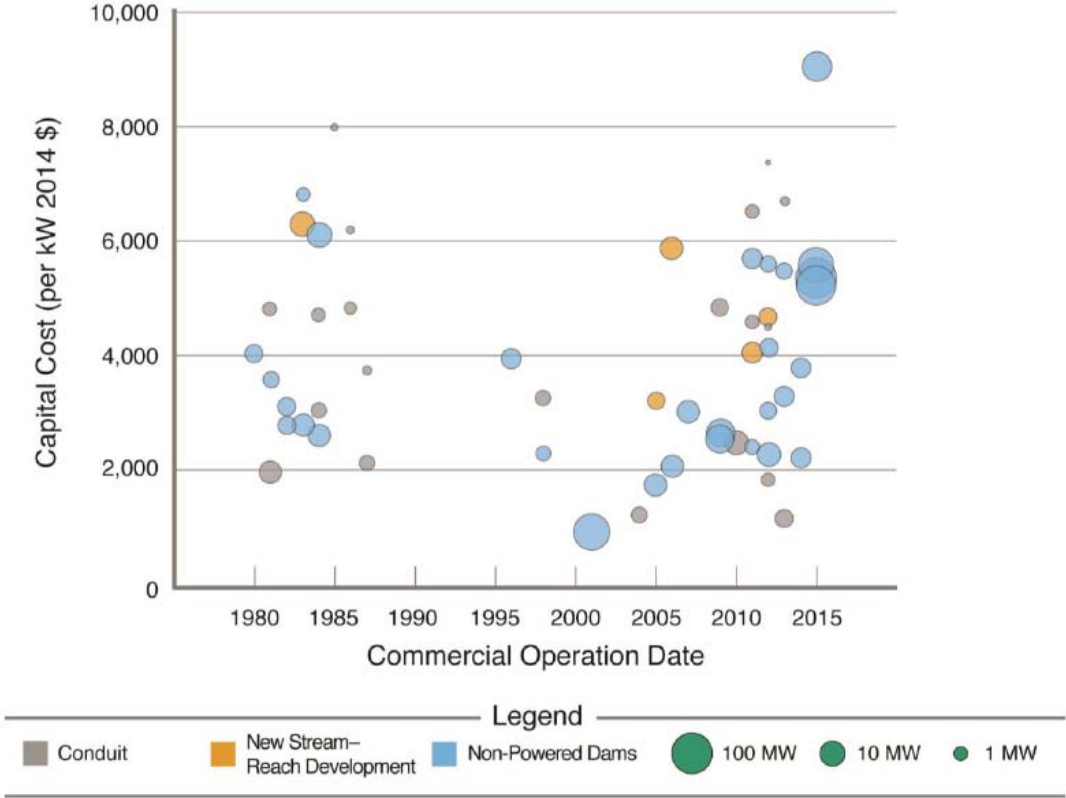 10,000
8,000
6,000
4,000
2,000
0
Capital Cost (per kW 2014 $)
1980 1985 1990 1995 2000 2005 2010 2015
Commercial Operation Date
Legend
Conduit
New Stream–
Reach Development
Non-Powered Dams
100 MW
10 MW
1 MW